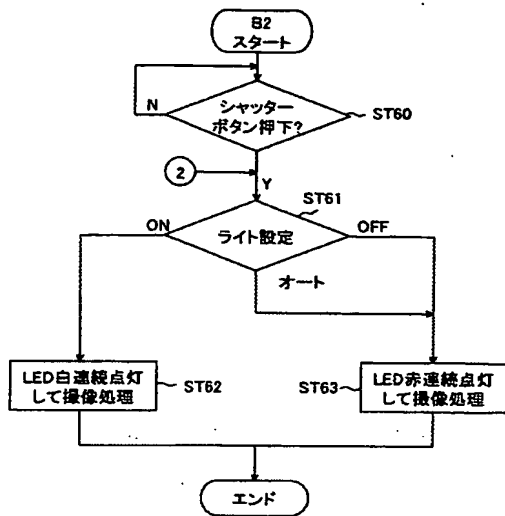 B2
スタート
N
シャッター
ボタン押下?
ST60
2
Y
ST61
ON
ライト設定
OFF
オート
LED白連続点灯
して撮像処理
ST62
ST63
LED赤連続点灯
して撮像処理
エンド